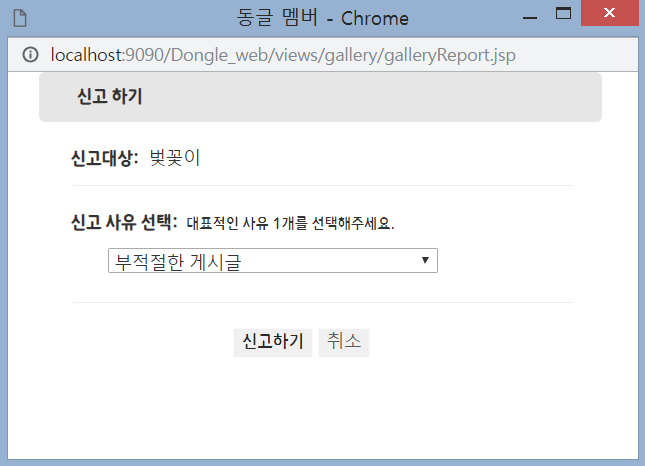 동글 멤버 - Chrome
localhost:9090/Dongle_web/views/gallery/galleryReport.jsp
신고 하기
신고대상: 벚꽃이
신고 사유 선택: 대표적인 사유 1개를 선택해주세요.
부적절한 게시글
신고하기 취소